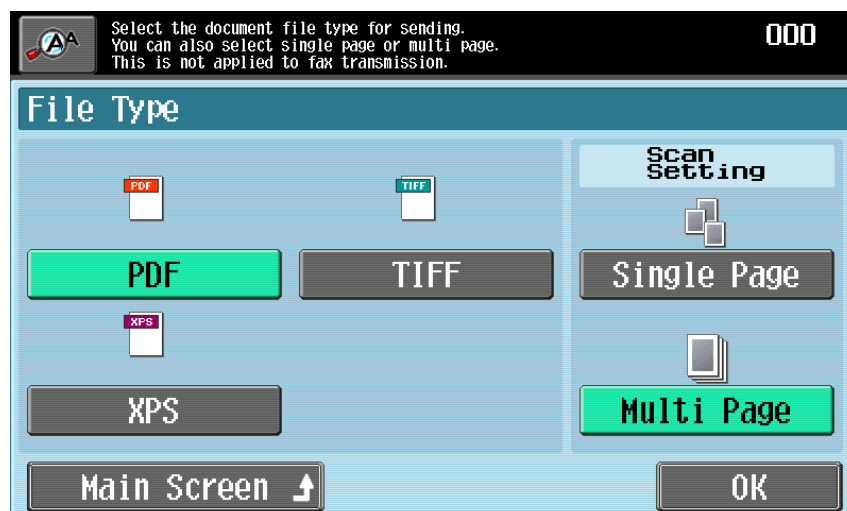 AA
Select the document file type for sending.
You can also select single page or multi page.
This is not applied to fax transmission.
000
File Type
Scan
Setting
PDF
TIFF
PDF
TIFF
Single Page
XPS
XPS
Multi Page
Main Screen
OK